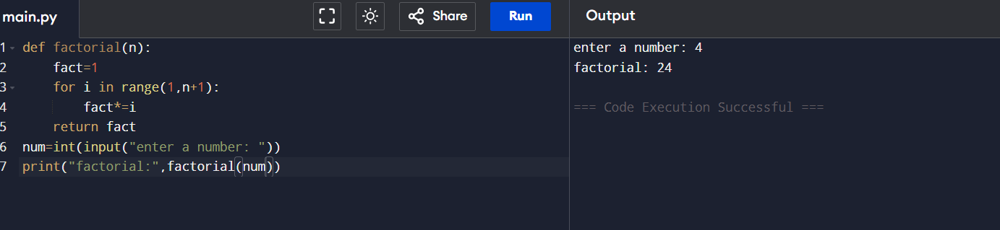 main.py
Share
Run
Output
1 def factorial(n):
2     fact=1
3     for i in range(1,n+1):
4         fact*=i
5     return fact
6 num=int(input("enter a number: "))
7 print("factorial:",factorial(num))
enter a number: 4
factorial: 24
=== Code Execution Successful ===